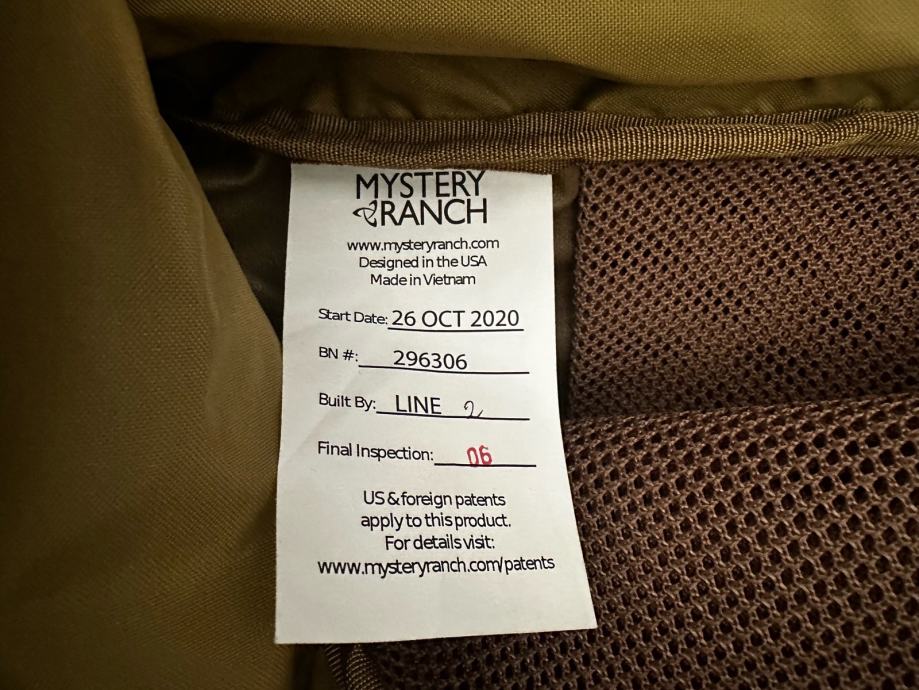 MYSTERY
RANCH
www.mysteryranch.com
Designed in the USA
Made in Vietnam
Start Date: 26 OCT 2020
BN #: 296306
Built By: LINE 2
Final Inspection: 06
US & foreign patents
apply to this product.
For details visit:
www.mysteryranch.com/patents